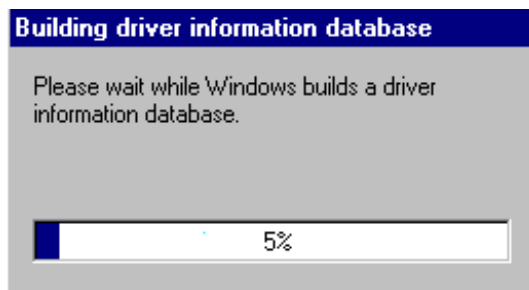 Building driver information database
Please wait while Windows builds a driver
information database.
5%